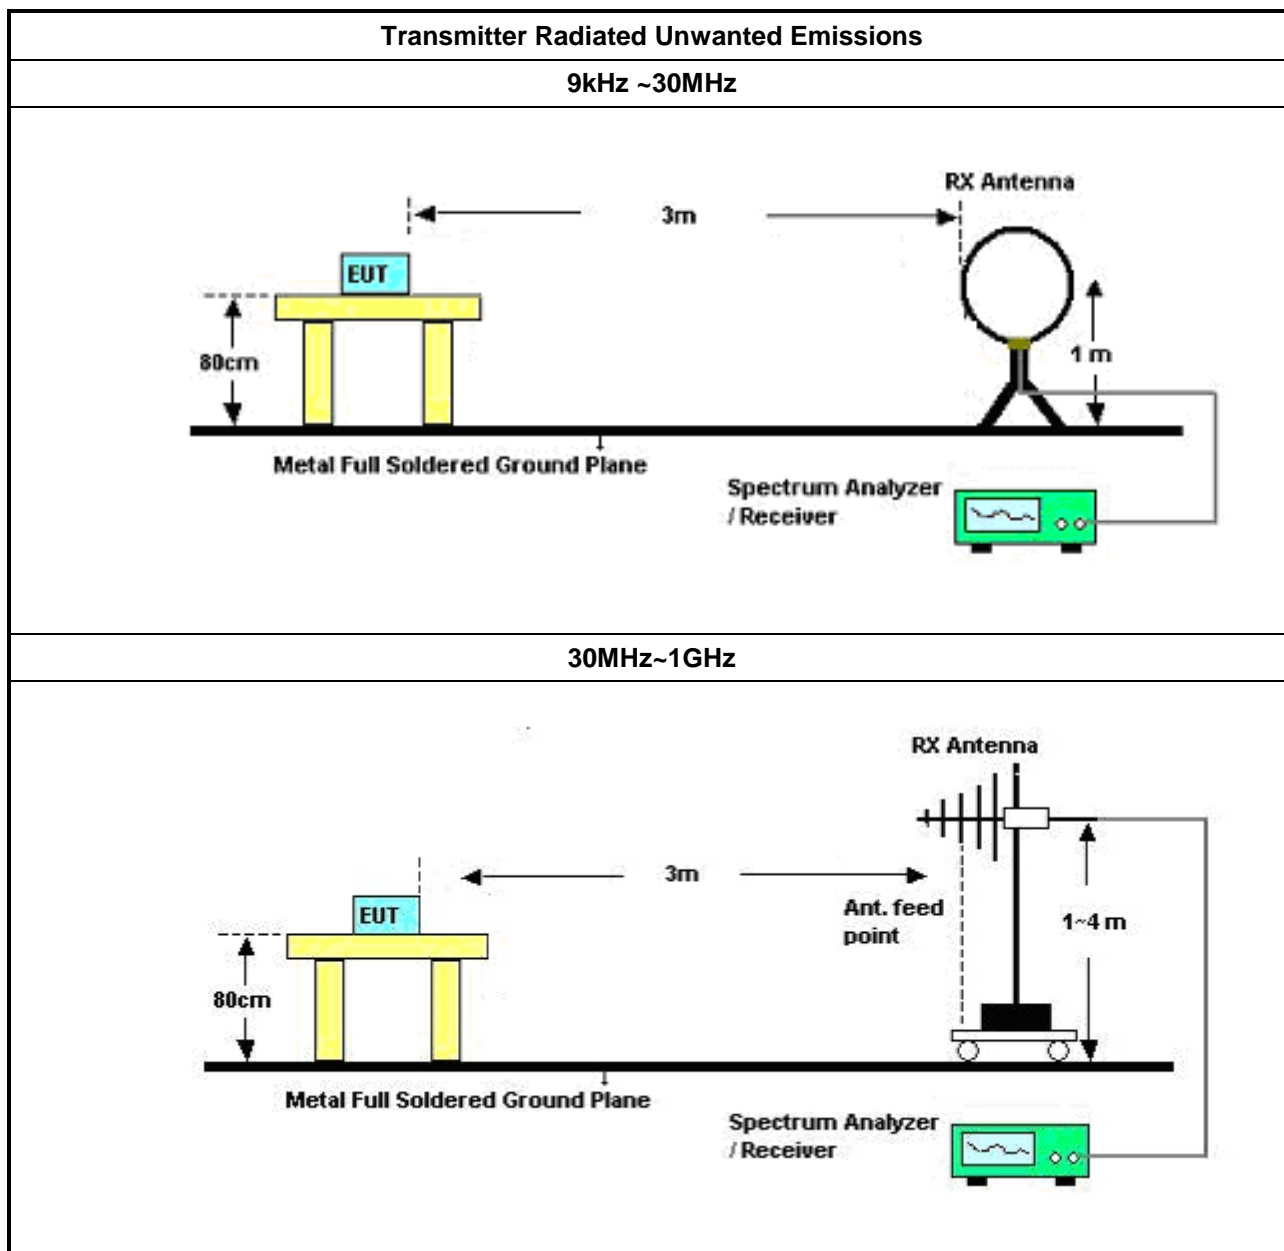 Transmitter Radiated Unwanted Emissions
9kHz ~30MHz
RX Antenna
3m
EUT
80cm
1 m
Metal Full Soldered Ground Plane
Spectrum Analyzer
/ Receiver
30MHz~1GHz
RX Antenna
3m
Ant. feed
point
EUT
1~4 m
80cm
Metal Full Soldered Ground Plane
Spectrum Analyzer
/ Receiver